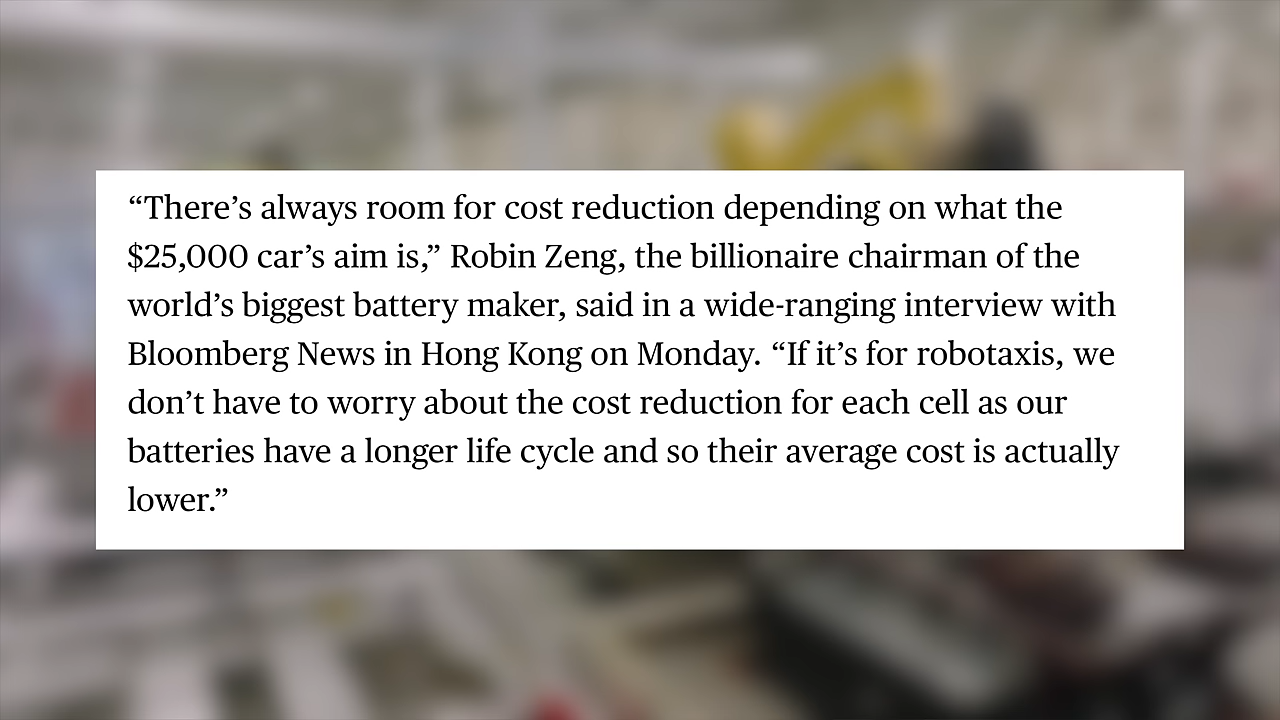 “There’s always room for cost reduction depending on what the
$25,000 car’s aim is,” Robin Zeng, the billionaire chairman of the
world’s biggest battery maker, said in a wide-ranging interview with
Bloomberg News in Hong Kong on Monday. “If it’s for robotaxis, we
don’t have to worry about the cost reduction for each cell as our
batteries have a longer life cycle and so their average cost is actually
lower.”